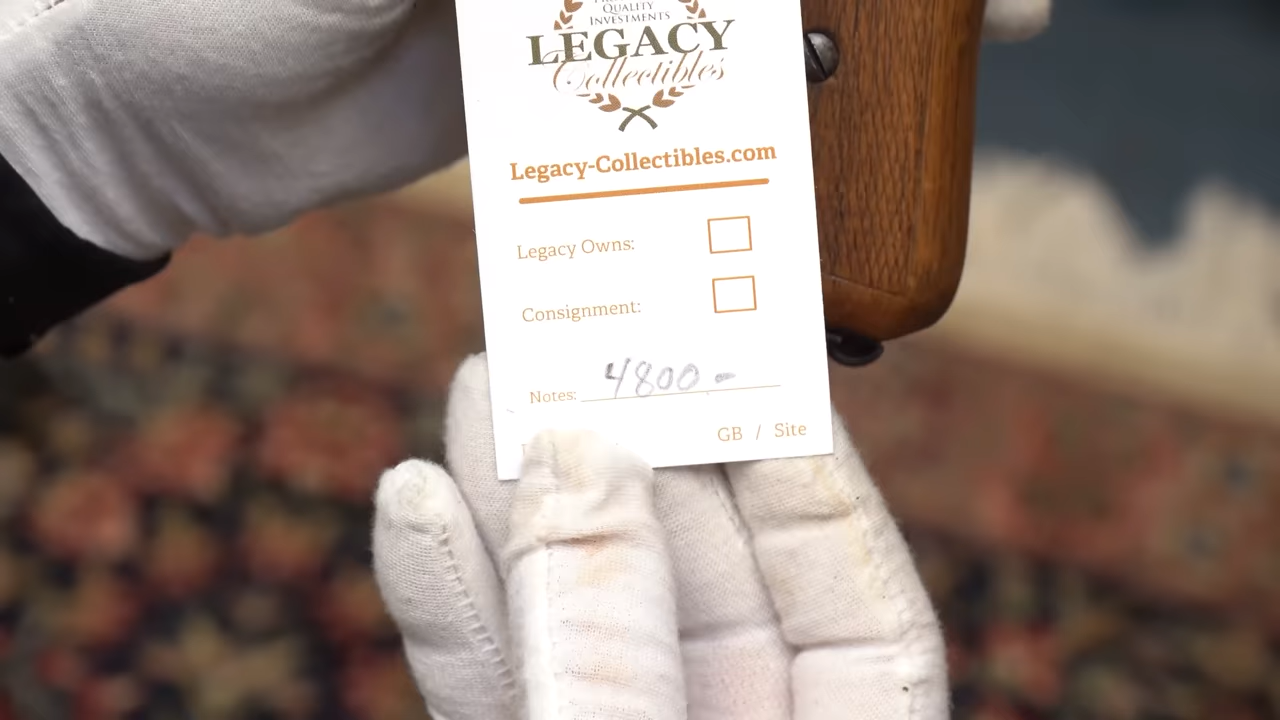 QUALITY
INVESTMENTS
LEGACY
Collectibles
Legacy-Collectibles.com
Legacy Owns:
Consignment:
Notes: 4800 -
GB / Site